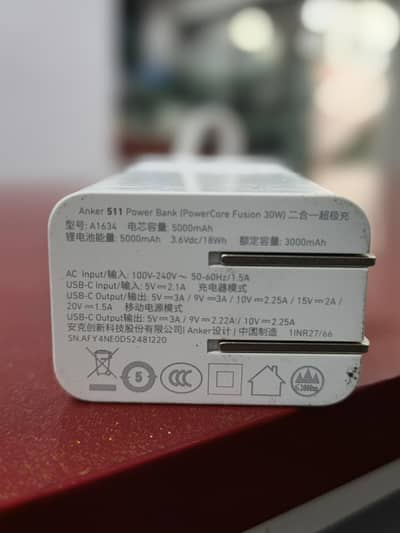 Anker 511 Power Bank (PowerCore Fusion 30W) 二合一超极充
型号: A1634 电芯容量: 5000mAh
锂电池能量: 5000mAh 3.6Vdc/18Wh 额定容量: 3000mAh
AC Input/输入: 100V-240V~ 50-60Hz/1.5A
USB-C Input/输入: 5V⎓2.1A 充电器模式
USB-C Output/输出: 5V⎓3A / 9V⎓3A / 10V⎓2.25A / 15V⎓2A /
20V⎓1.5A 移动电源模式
USB-C Output/输出: 5V⎓3A / 9V⎓2.22A/ 10V⎓2.25A
安克创新科技股份有限公司| Anker设计 | 中国制造 1INR27/66
SN:AFY4NE0D52481220
5
CCC